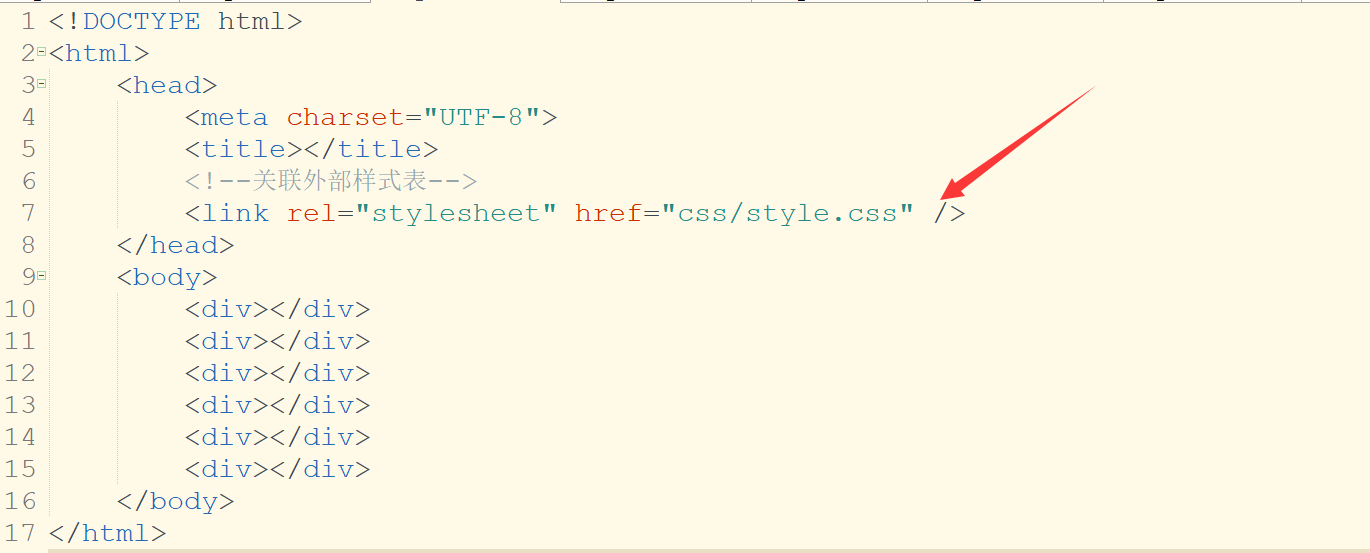 1 <!DOCTYPE html>
2 <html>
3 <head>
4 <meta charset="UTF-8">
5 <title></title>
6 <!--关联外部样式表-->
7 <link rel="stylesheet" href="css/style.css" />
8 </head>
9 <body>
10 <div></div>
11 <div></div>
12 <div></div>
13 <div></div>
14 <div></div>
15 <div></div>
16 </body>
17 </html>